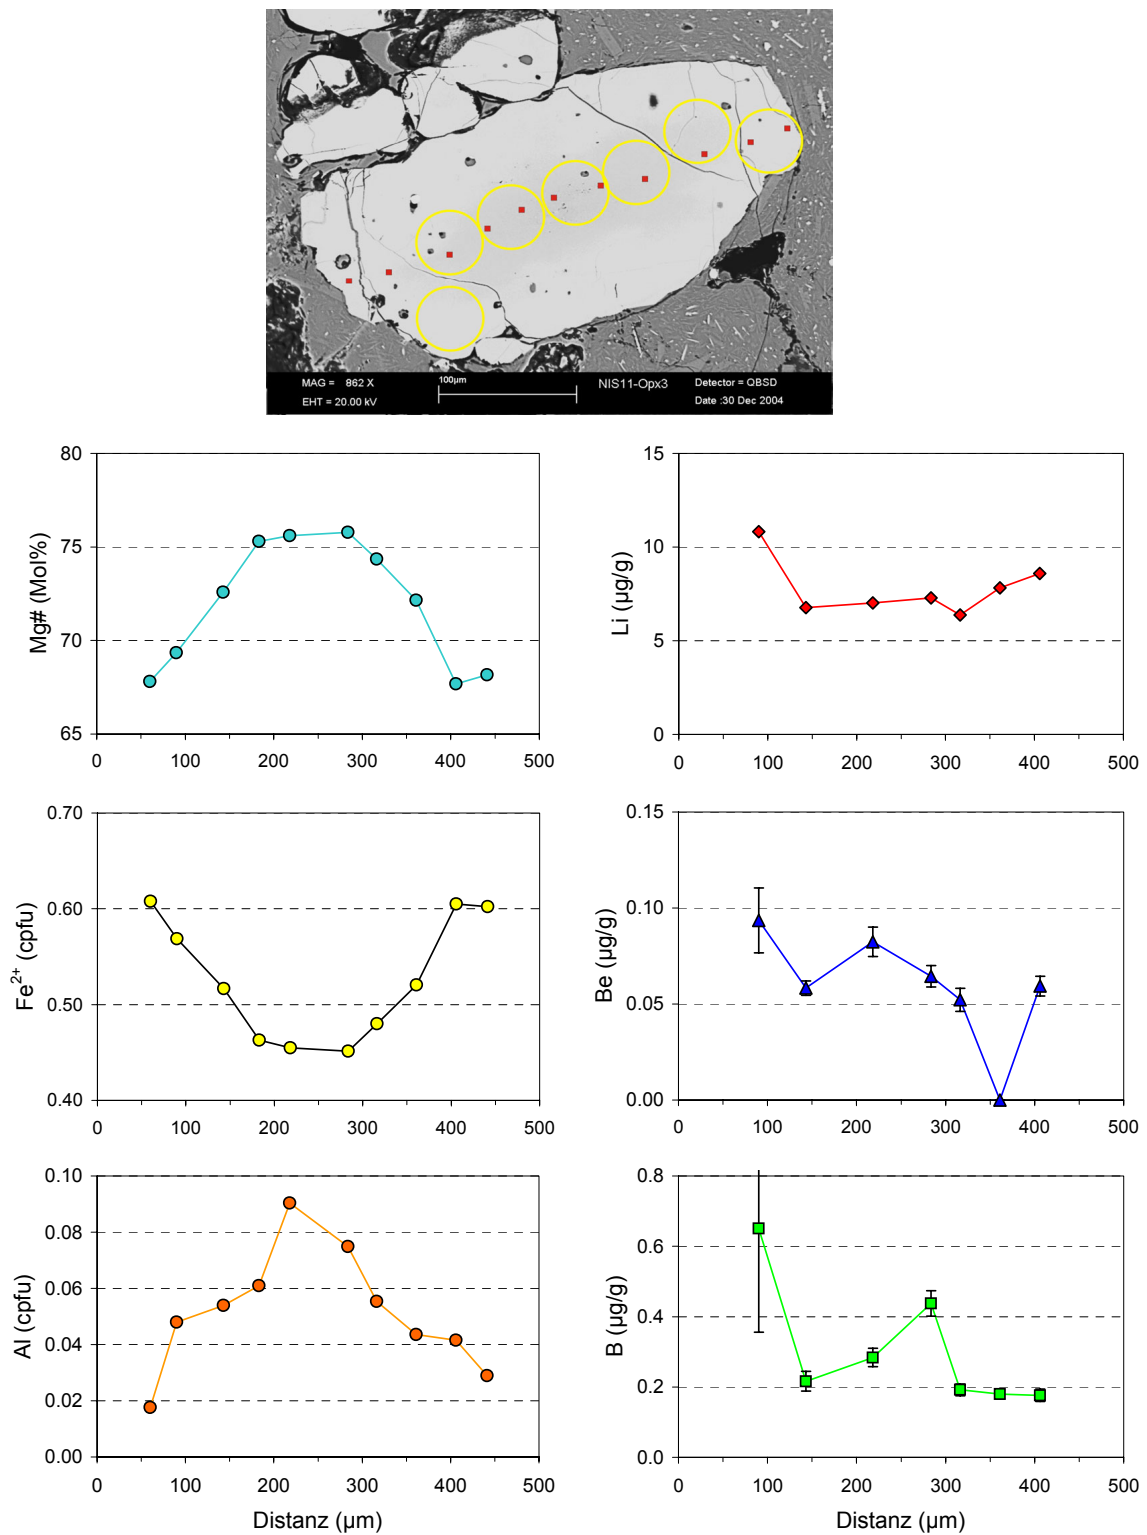 MAG = 862 X
EHT = 20.00 kV
100µm
NIS11-Opx3
Detector = QBSD
Date :30 Dec 2004
80
75
70
65
Mg# (Mol%)
0 100 200 300 400 500
15
10
5
0
Li (µg/g)
0 100 200 300 400 500
0.70
0.60
0.50
0.40
Fe²⁺ (cpfu)
0 100 200 300 400 500
0.15
0.10
0.05
0.00
Be (µg/g)
0 100 200 300 400 500
0.10
0.08
0.06
0.04
0.02
0.00
Al (cpfu)
0 100 200 300 400 500
Distanz (µm)
0.8
0.6
0.4
0.2
0.0
B (µg/g)
0 100 200 300 400 500
Distanz (µm)